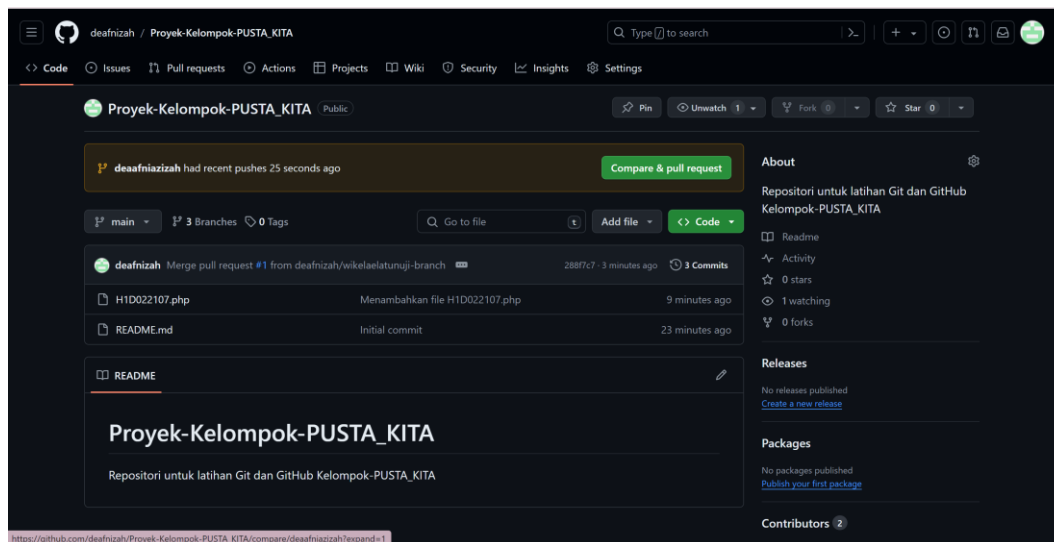 deafnizah / Proyek-Kelompok-PUSTA_KITA
Type / to search
Code Issues Pull requests Actions Projects Wiki Security Insights Settings
Proyek-Kelompok-PUSTA_KITA Public
Pin Unwatch 1 Fork 0 Star 0
deaafniazizah had recent pushes 25 seconds ago
Compare & pull request
main 3 Branches 0 Tags
Go to file t Add file <> Code
deafnizah Merge pull request #1 from deafnizah/wikelaelatunuji-branch 288f7c7 · 3 minutes ago 3 Commits
H1D022107.php Menambahkan file H1D022107.php 9 minutes ago
README.md Initial commit 23 minutes ago
README
Proyek-Kelompok-PUSTA_KITA
Repositori untuk latihan Git dan GitHub Kelompok-PUSTA_KITA
About
Repositori untuk latihan Git dan GitHub
Kelompok-PUSTA_KITA
Readme
Activity
0 stars
1 watching
0 forks
Releases
No releases published
Create a new release
Packages
No packages published
Publish your first package
Contributors 2
https://github.com/deafnizah/Proyek-Kelompok-PUSTA_KITA/compare/deaafniazizah?expand=1